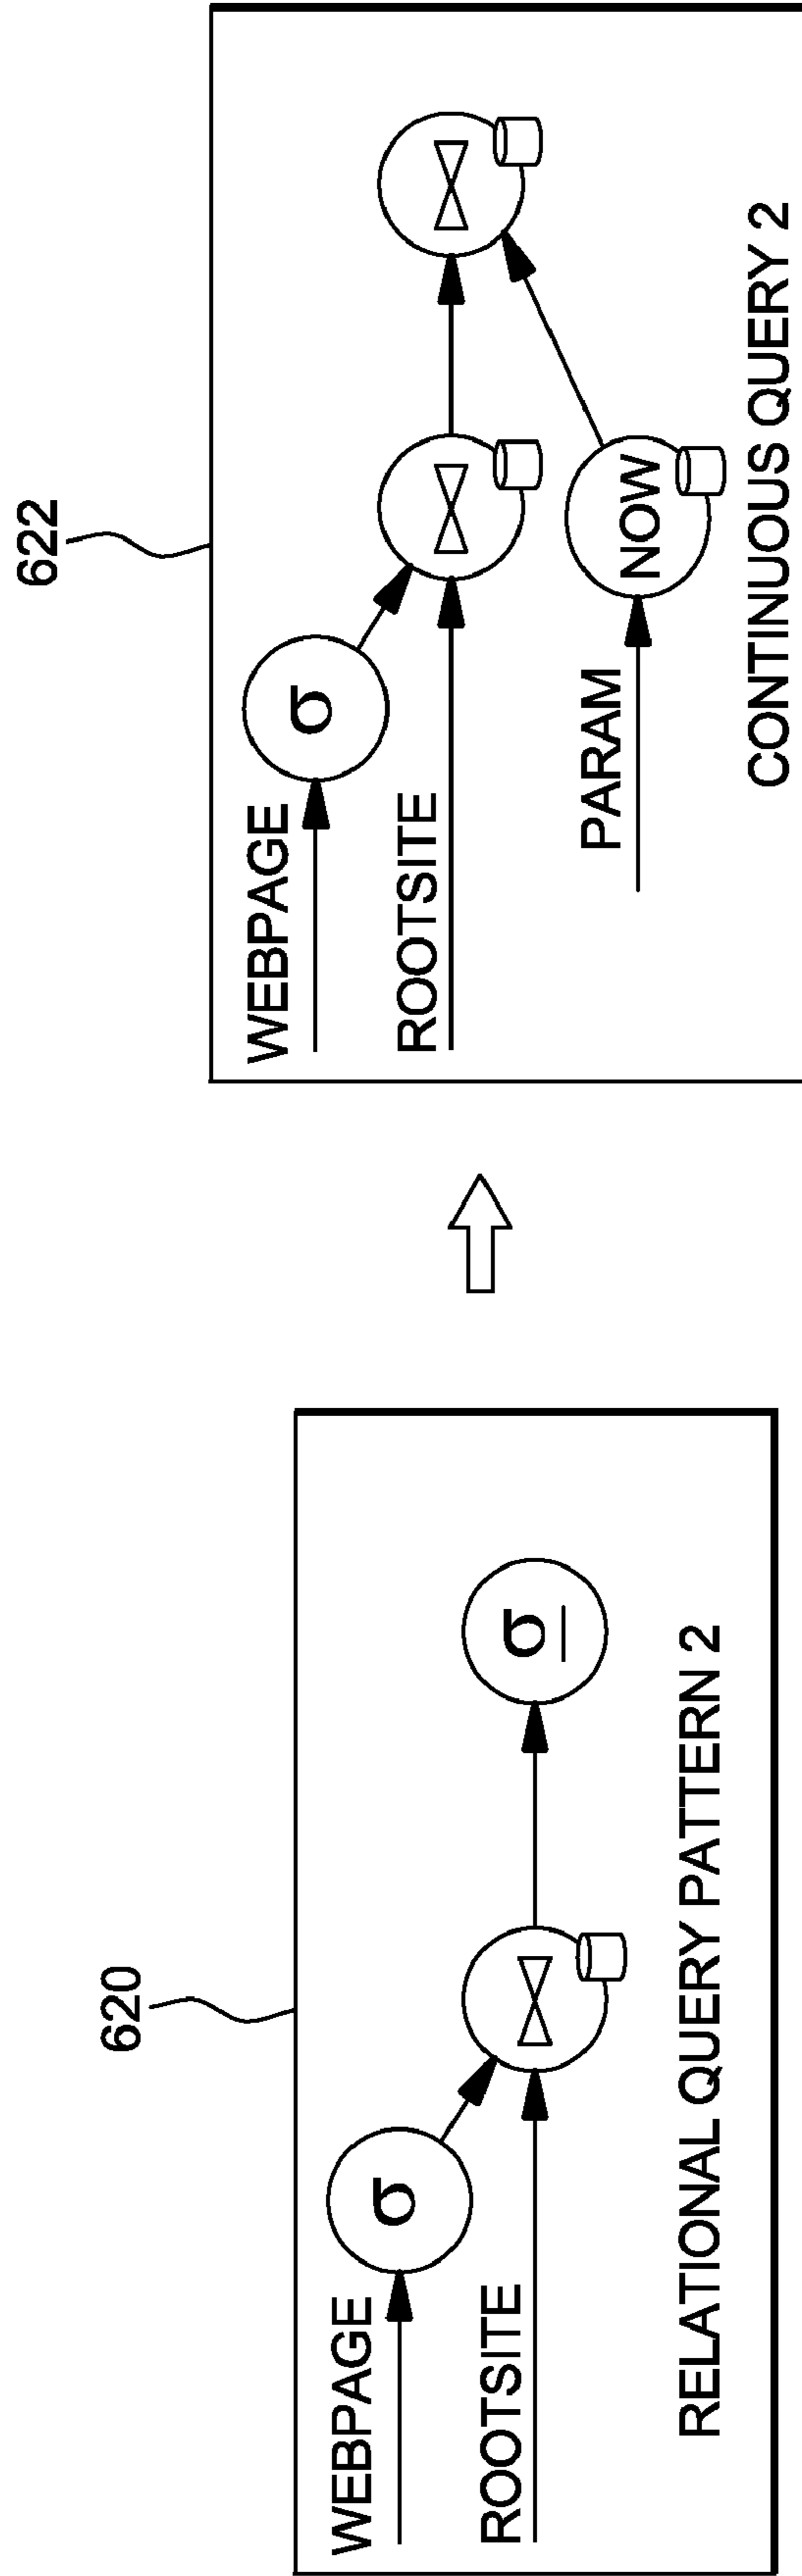 620
WEBPAGE
σ
ROOTSITE
σ
RELATIONAL QUERY PATTERN 2
622
WEBPAGE
σ
ROOTSITE
PARAM
NOW
CONTINUOUS QUERY 2